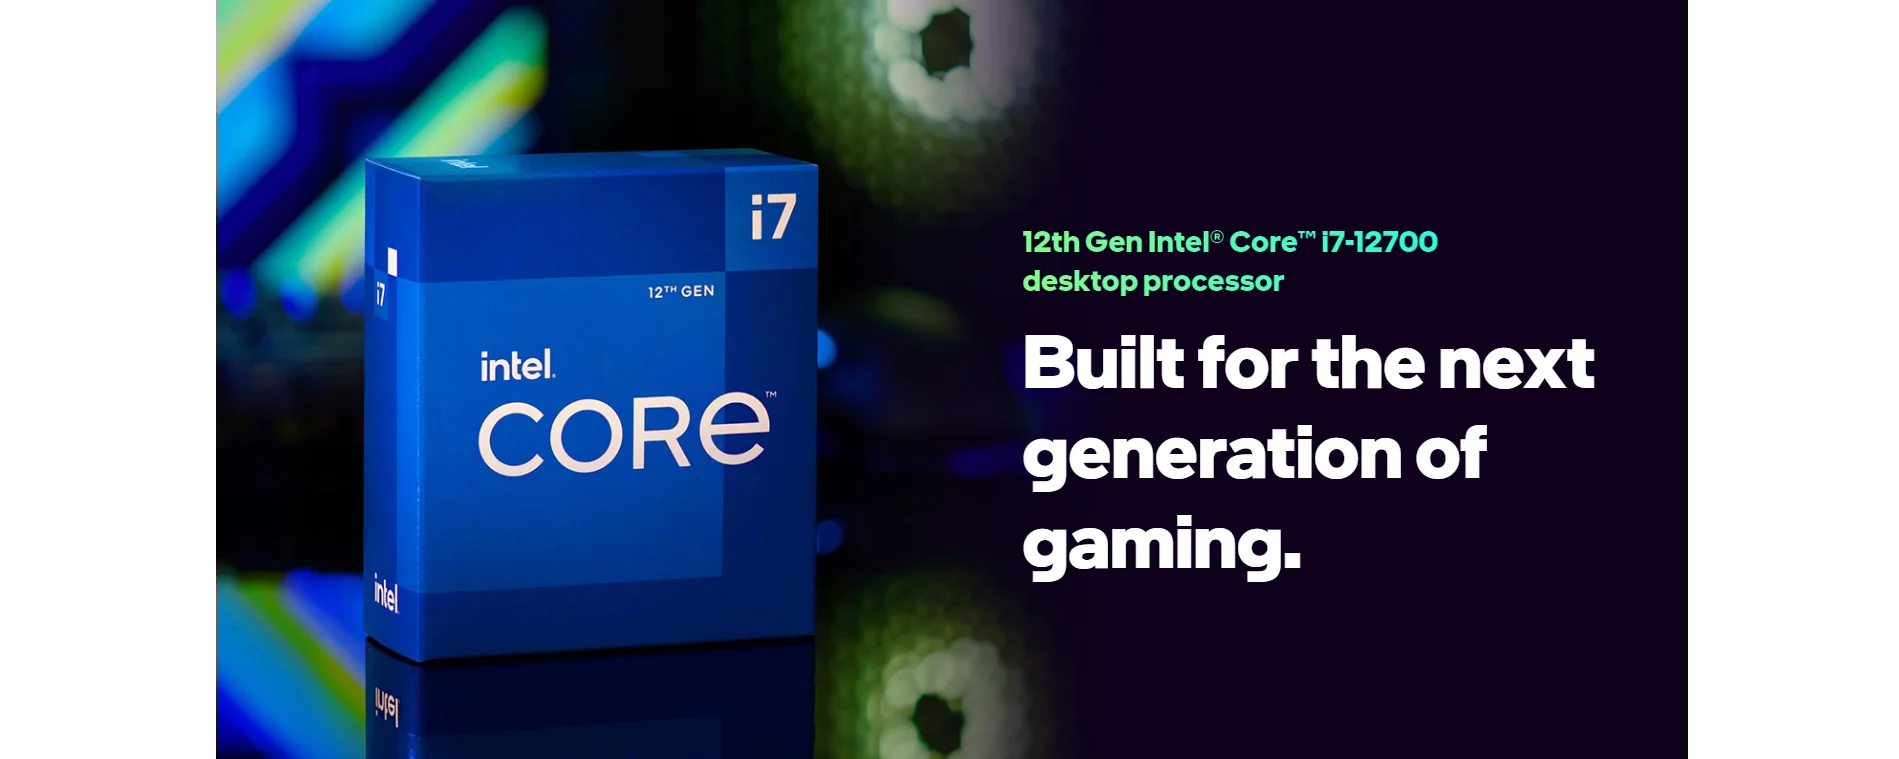 intel
i7
i7
12TH GEN
intel.
CORE™
intel.
12th Gen Intel® Core™ i7-12700
desktop processor
Built for the next
generation of
gaming.